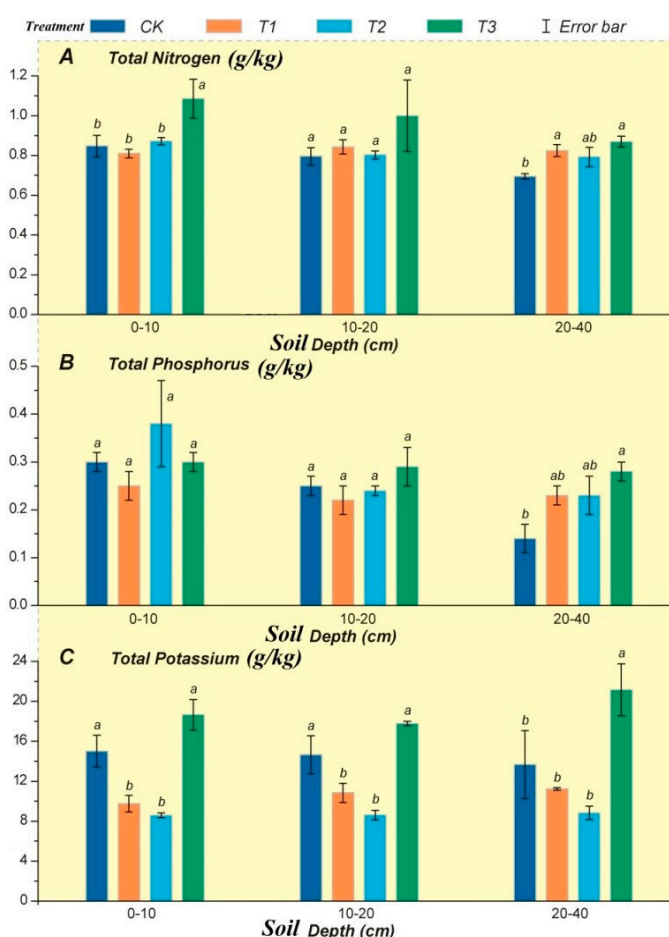 Treatment CK T1 T2 T3 Error bar
A Total Nitrogen (g/kg)
1.2
1.0
0.8
0.6
0.4
0.2
0.0
b b b a
a a a a
b a ab a
0-10 10-20 20-40
Soil Depth (cm)
B Total Phosphorus (g/kg)
0.5
0.4
0.3
0.2
0.1
0.0
a a a a
a a a a
b ab ab a
0-10 10-20 20-40
Soil Depth (cm)
C Total Potassium (g/kg)
24
20
16
12
8
4
0
a b b a
a b b a
b b b a
0-10 10-20 20-40
Soil Depth (cm)